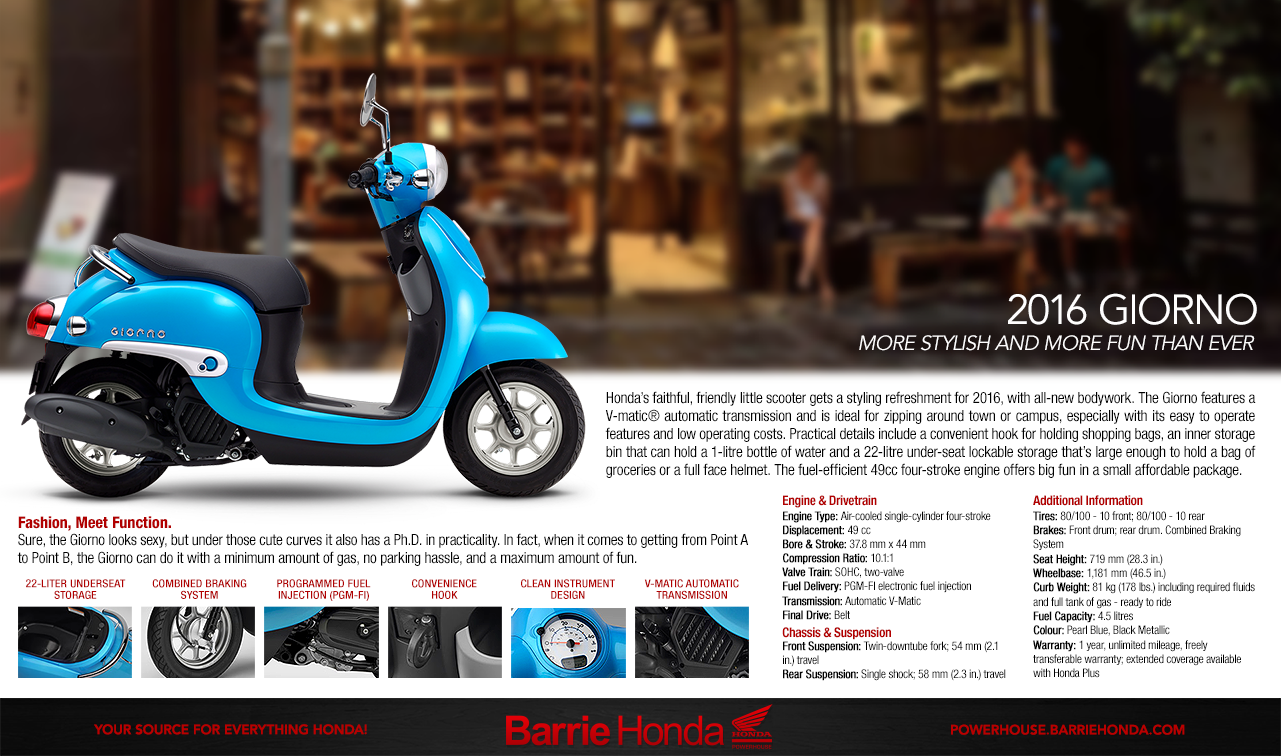 GIORNO
2016 GIORNO
MORE STYLISH AND MORE FUN THAN EVER
Honda's faithful, friendly little scooter gets a styling refreshment for 2016, with all-new bodywork. The Giorno features a
V-matic® automatic transmission and is ideal for zipping around town or campus, especially with its easy to operate
features and low operating costs. Practical details include a convenient hook for holding shopping bags, an inner storage
bin that can hold a 1-litre bottle of water and a 22-litre under-seat lockable storage that's large enough to hold a bag of
groceries or a full face helmet. The fuel-efficient 49cc four-stroke engine offers big fun in a small affordable package.
Fashion, Meet Function.
Sure, the Giorno looks sexy, but under those cute curves it also has a Ph.D. in practicality. In fact, when it comes to getting from Point A
to Point B, the Giorno can do it with a minimum amount of gas, no parking hassle, and a maximum amount of fun.
22-LITER UNDERSEAT
STORAGE
COMBINED BRAKING
SYSTEM
PROGRAMMED FUEL
INJECTION (PGM-FI)
CONVENIENCE
HOOK
CLEAN INSTRUMENT
DESIGN
V-MATIC AUTOMATIC
TRANSMISSION
Engine & Drivetrain
Engine Type: Air-cooled single-cylinder four-stroke
Displacement: 49 cc
Bore & Stroke: 37.8 mm x 44 mm
Compression Ratio: 10.1:1
Valve Train: SOHC, two-valve
Fuel Delivery: PGM-FI electronic fuel injection
Transmission: Automatic V-Matic
Final Drive: Belt
Chassis & Suspension
Front Suspension: Twin-downtube fork; 54 mm (2.1
in.) travel
Rear Suspension: Single shock; 58 mm (2.3 in.) travel
Additional Information
Tires: 80/100 - 10 front; 80/100 - 10 rear
Brakes: Front drum; rear drum. Combined Braking
System
Seat Height: 719 mm (28.3 in.)
Wheelbase: 1,181 mm (46.5 in.)
Curb Weight: 81 kg (178 lbs.) including required fluids
and full tank of gas - ready to ride
Fuel Capacity: 4.5 litres
Colour: Pearl Blue, Black Metallic
Warranty: 1 year, unlimited mileage, freely
transferable warranty; extended coverage available
with Honda Plus
YOUR SOURCE FOR EVERYTHING HONDA!
Barrie Honda
HONDA
POWERHOUSE
POWERHOUSE.BARRIEHONDA.COM